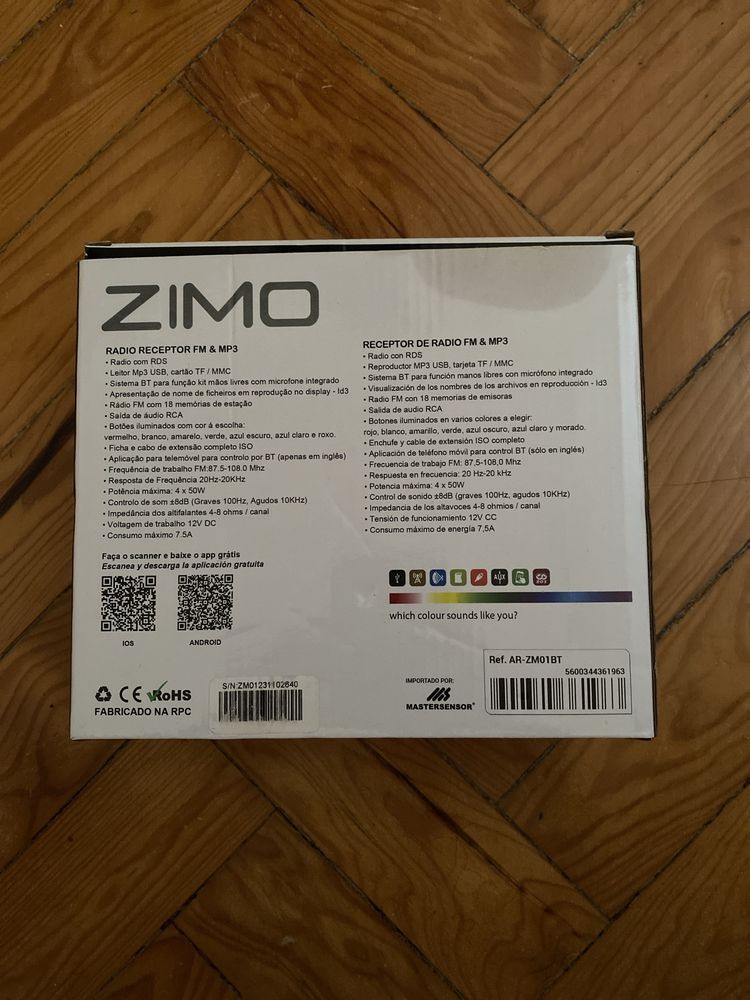 ZIMO
RADIO RECEPTOR FM & MP3
• Radio com RDS
• Leitor Mp3 USB, cartão TF / MMC
• Sistema BT para função kit mãos livres com microfone integrado
• Apresentação de nome de ficheiros em reprodução no display - Id3
• Rádio FM com 18 memórias de estação
• Saída de áudio RCA
• Botões iluminados com cor á escolha:
vermelho, branco, amarelo, verde, azul escuro, azul claro e roxo.
• Ficha e cabo de extensão completo ISO
• Aplicação para telemóvel para controlo por BT (apenas em inglês)
• Frequência de trabalho FM:87.5-108.0 Mhz
• Resposta de Frequência 20Hz-20KHz
• Potência máxima: 4 x 50W
• Controlo de som ±8dB (Graves 100Hz, Agudos 10KHz)
• Impedância dos altifalantes 4-8 ohms / canal
• Voltagem de trabalho 12V DC
• Consumo máximo 7.5A
RECEPTOR DE RADIO FM & MP3
• Radio con RDS
• Reproductor MP3 USB, tarjeta TF / MMC
• Sistema BT para función manos libres con micrófono integrado
• Visualización de los nombres de los archivos en reproducción - Id3
• Radio FM con 18 memorias de emisoras
• Salida de audio RCA
• Botones iluminados en varios colores a elegir:
rojo, blanco, amarillo, verde, azul oscuro, azul claro y morado.
• Enchufe y cable de extensión ISO completo
• Aplicación de teléfono móvil para control BT (sólo en inglés)
• Frecuencia de trabajo FM: 87,5-108,0 Mhz
• Respuesta en frecuencia: 20 Hz-20 kHz
• Potencia maxima: 4 x 50W
• Control de sonido ±8dB (graves 100Hz, agudos 10KHz)
• Impedancia de los altavoces 4-8 ohmios / canal
• Tensión de funcionamiento 12V CC
• Consumo máximo de energía 7,5A
Faça o scanner e baixe o app grátis
Escanea y descarga la aplicación gratuita
IOS
ANDROID
AUX
which colour sounds like you?
CE RoHS
FABRICADO NA RPC
S/N:ZM01231102640
IMPORTADO POR:
MASTERSENSOR®
Ref. AR-ZM01BT
5600344361963